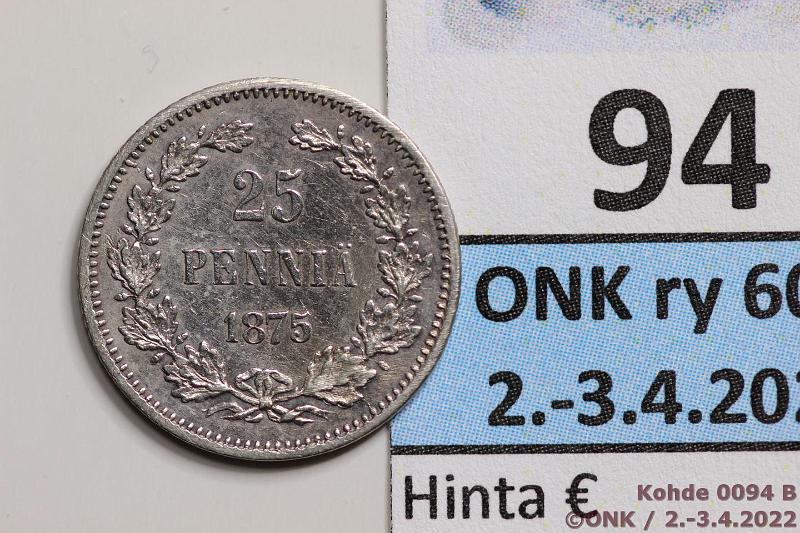 25
PENNIÄ
1875
94
ONK ry 60
2.-3.4.202
Hinta €
Kohde 0094 B
©ONK / 2.-3.4.2022